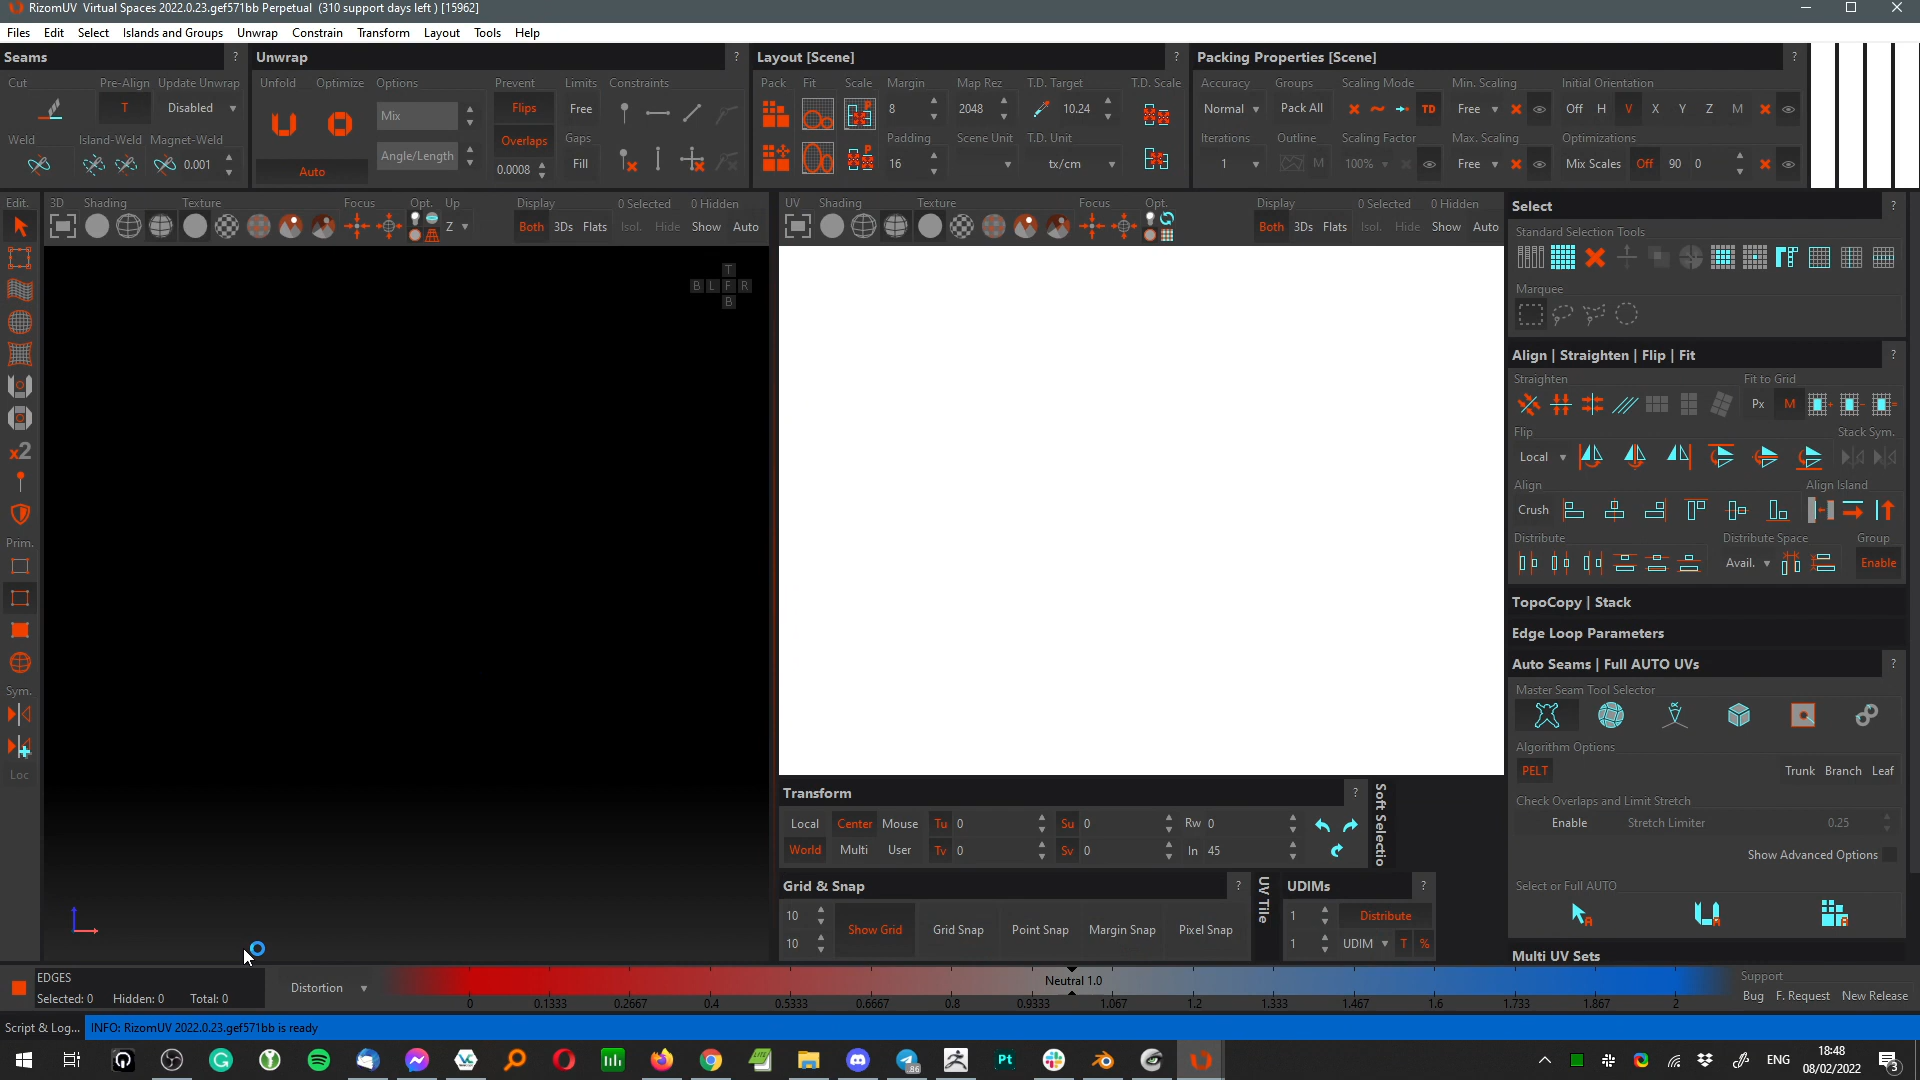 RizomUV Virtual Spaces 2022.0.23.gef571bb Perpetual (310 support days left ) [15962]
Files Edit Select Islands and Groups Unwrap Constrain Transform Layout Tools Help
Seams ? Unwrap ? Layout [Scene] ? Packing Properties [Scene] ?
Cut Pre-Align Update Unwrap Unfold Optimize Options Prevent Limits Constraints Pack Fit Scale Margin Map Rez T.D. Target T.D. Scale Accuracy Groups Scaling Mode Min. Scaling Initial Orientation
T Disabled Mix Flips Free 8 2048 10.24 Normal Pack All TD Free Off H V X Y Z M
Weld Island-Weld Magnet-Weld Angle/Length Overlaps Gaps Padding Scene Unit T.D. Unit Iterations Outline Scaling Factor Max. Scaling Optimizations
0.001 Auto 0.0008 Fill 16 tx/cm 1 M 100% Free Mix Scales Off 90 0
Edit. 3D Shading Texture Focus Opt. Up Display 0 Selected 0 Hidden UV Shading Texture Focus Opt. Display 0 Selected 0 Hidden Select ?
Z Both 3Ds Flats Isol. Hide Show Auto Both 3Ds Flats Isol. Hide Show Auto
Standard Selection Tools
T
B L F R
B
Marquee
Align | Straighten | Flip | Fit ?
Straighten Fit to Grid
Px M
Flip Stack Sym.
x2 Local
Align Align Island
Crush
Prim. Distribute Distribute Space Group
Avail. Enable
TopoCopy | Stack
Edge Loop Parameters
Auto Seams | Full AUTO UVs ?
Sym. Master Seam Tool Selector
Algorithm Options
Loc PELT Trunk Branch Leaf
Transform ? Soft Selectio
Check Overlaps and Limit Stretch
Local Center Mouse Tu 0 Su 0 Rw 0 Enable Stretch Limiter 0.25
World Multi User Tv 0 Sv 0 In 45 Show Advanced Options
Grid & Snap ? UV Tile UDIMs ? Select or Full AUTO
10 Show Grid Grid Snap Point Snap Margin Snap Pixel Snap 1 Distribute
10 1 UDIM T %
Multi UV Sets
EDGES Distortion Neutral 1.0 Support
Selected: 0 Hidden: 0 Total: 0 0 0.1333 0.2667 0.4 0.5333 0.6667 0.8 0.9333 1.067 1.2 1.333 1.467 1.6 1.733 1.867 2 Bug F. Request New Release
Script & Log... INFO: RizomUV 2022.0.23.gef571bb is ready
Pt 86 ENG 18:48
08/02/2022 3